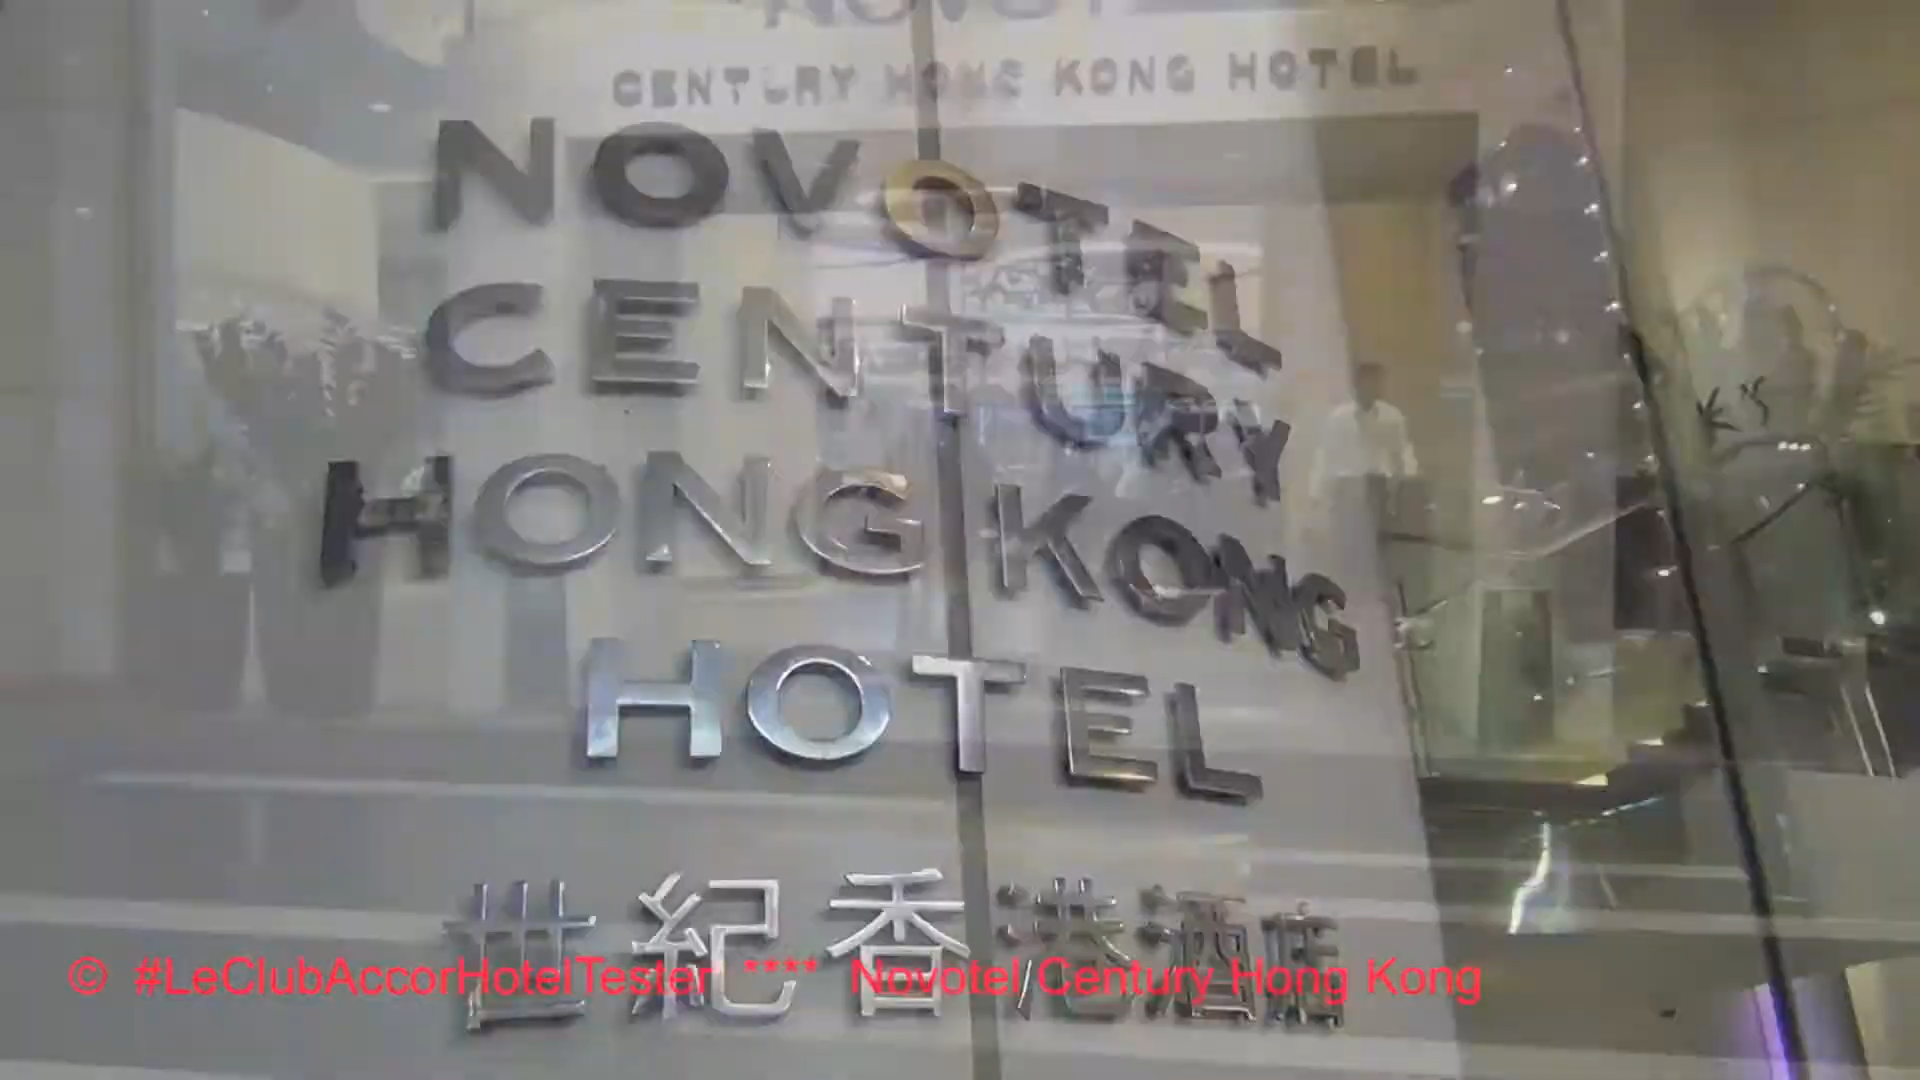 CENTURY HONG KONG HOTEL
NOVOTEL
CENTURY
HONG KONG
HOTEL
世紀香港酒店
© #LeClubAccorHotelTester **** Novotel Century Hong Kong